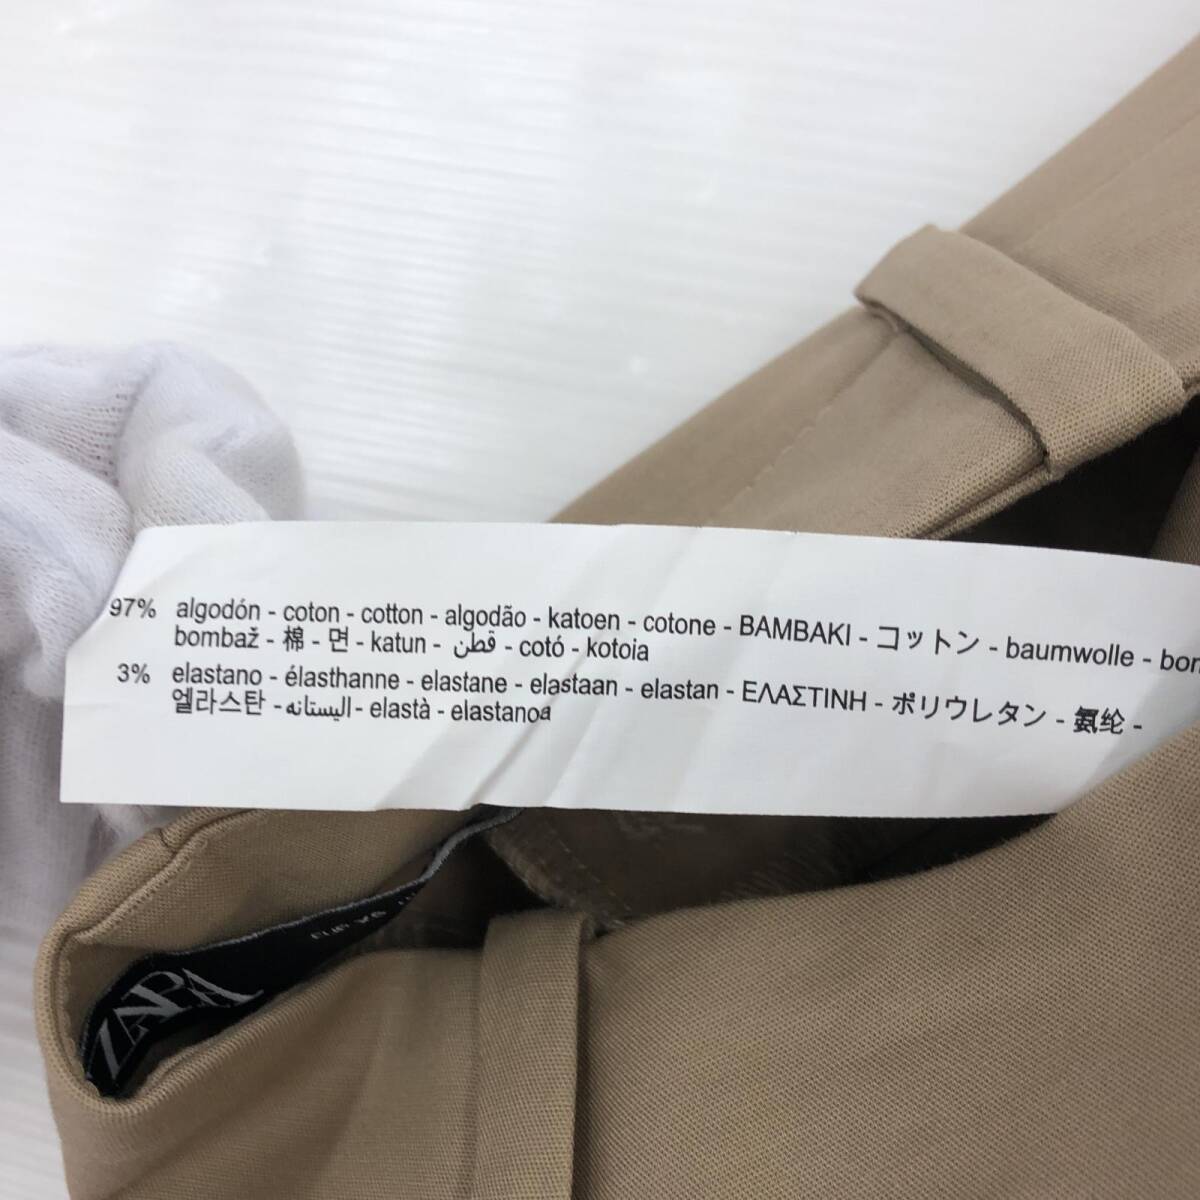 97% algodón - coton - cotton - algodão - katoen - cotone - BAMBAKI - コットン - baumwolle -
bombaž - 棉 - 면 - katun - قطن - cotó - kotoia
3% elastano - élasthanne - elastane - elastaan - elastan - ΕΛΑΣΤΙΝΗ - ポリウレタン - 氨纶 -
엘라스탄 - اليستانه - elastà - elastanoa
ZARA